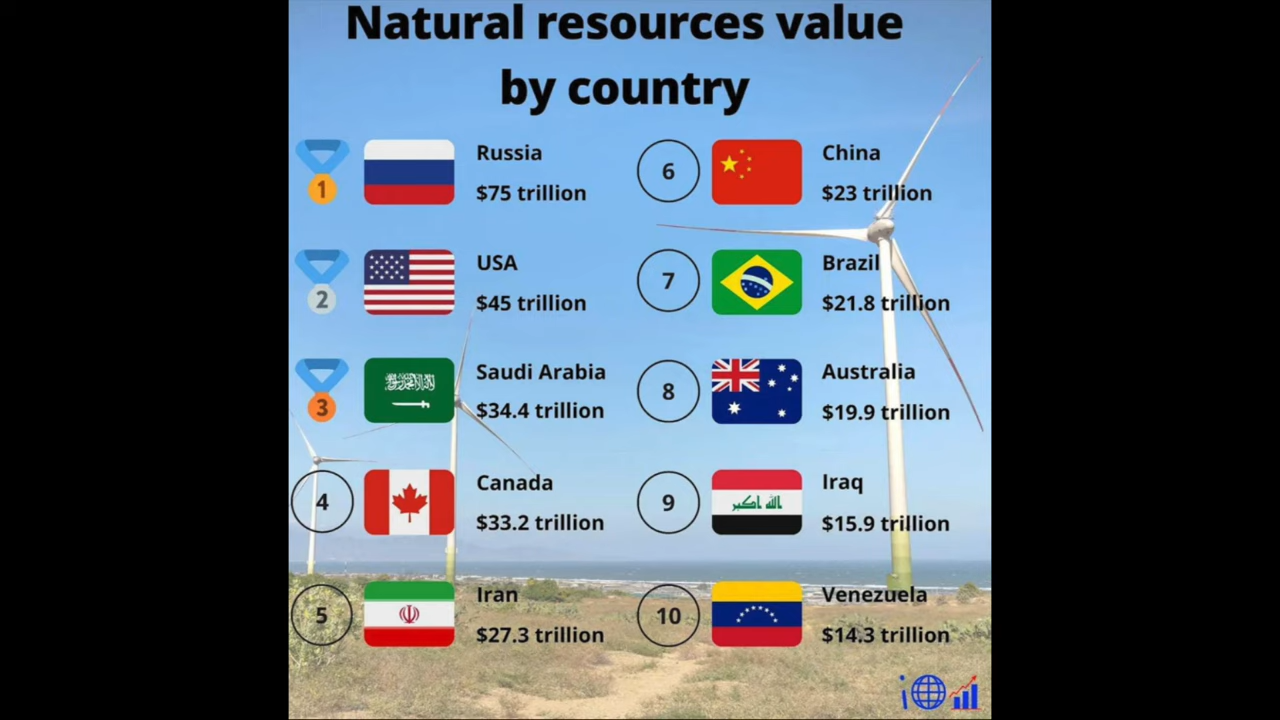 Natural resources value
by country
1
Russia
$75 trillion
2
USA
$45 trillion
3
Saudi Arabia
$34.4 trillion
4
Canada
$33.2 trillion
5
Iran
$27.3 trillion
6
China
$23 trillion
7
Brazil
$21.8 trillion
8
Australia
$19.9 trillion
9
الله اكبر
Iraq
$15.9 trillion
10
Venezuela
$14.3 trillion